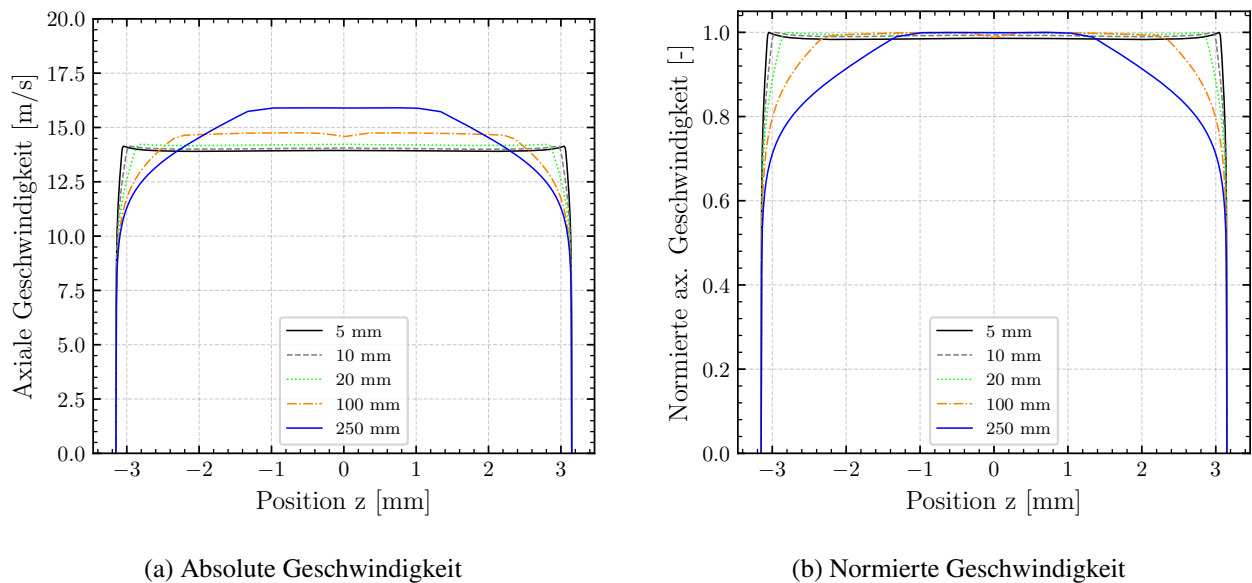 20.0
17.5
15.0
12.5
10.0
7.5
5.0
2.5
0.0
Axiale Geschwindigkeit [m/s]
5 mm
10 mm
20 mm
100 mm
250 mm
−3 −2 −1 0 1 2 3
Position z [mm]
(a) Absolute Geschwindigkeit
1.0
0.8
0.6
0.4
0.2
0.0
Normierte ax. Geschwindigkeit [-]
5 mm
10 mm
20 mm
100 mm
250 mm
−3 −2 −1 0 1 2 3
Position z [mm]
(b) Normierte Geschwindigkeit